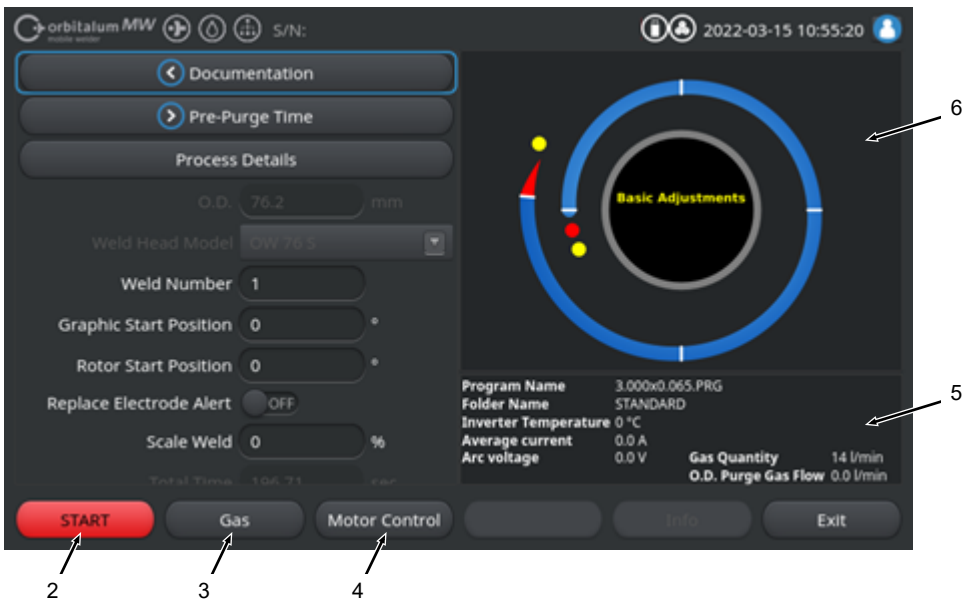 orbitalum MW S/N: 2022-03-15 10:55:20
mobile welder
Documentation
Pre-Purge Time
Process Details
O.D. 76.2 mm
Weld Head Model OW 76 S
Weld Number 1
Graphic Start Position 0 °
Rotor Start Position 0 °
Replace Electrode Alert OFF
Scale Weld 0 %
Total Time 196.71 sec
Basic Adjustments
6
Program Name 3.000x0.065.PRG
Folder Name STANDARD
Inverter Temperature 0 °C
Average current 0.0 A
Arc voltage 0.0 V Gas Quantity 14 l/min
O.D. Purge Gas Flow 0.0 l/min
5
START Gas Motor Control Info Exit
2 3 4